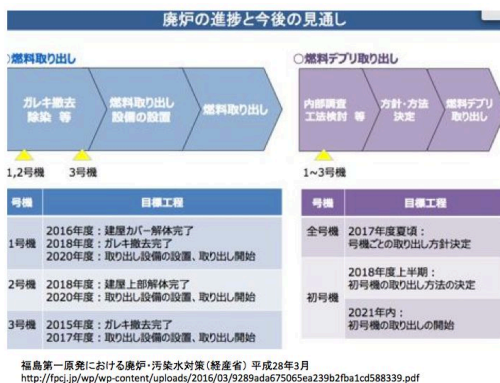 廃炉の進捗と今後の見通し
○燃料取り出し
○燃料デブリ取り出し
ガレキ撤去
除染 等
燃料取り出し
設備の設置
燃料取り出し
内部調査
工法検討 等
方針・方法
決定
燃料デブリ
取り出し
1,2号機
3号機
1~3号機
号機
目標工程
1号機
2016年度：建屋カバー解体完了
2018年度：ガレキ撤去完了
2020年度：取り出し設備の設置、取り出し開始
2号機
2018年度：建屋上部解体完了
2020年度：取り出し設備の設置、取り出し開始
3号機
2015年度：ガレキ撤去完了
2017年度：取り出し設備の設置、取り出し開始
号機
目標工程
全号機
2017年度夏頃：
号機ごとの取り出し方針決定
初号機
2018年度上半期：
初号機の取り出し方法の決定
2021年内：
初号機の取り出しの開始
福島第一原発における廃炉・汚染水対策（経産省） 平成28年3月
http://fpcj.jp/wp/wp-content/uploads/2016/03/9289ada675065ea239b2fba1cd588339.pdf